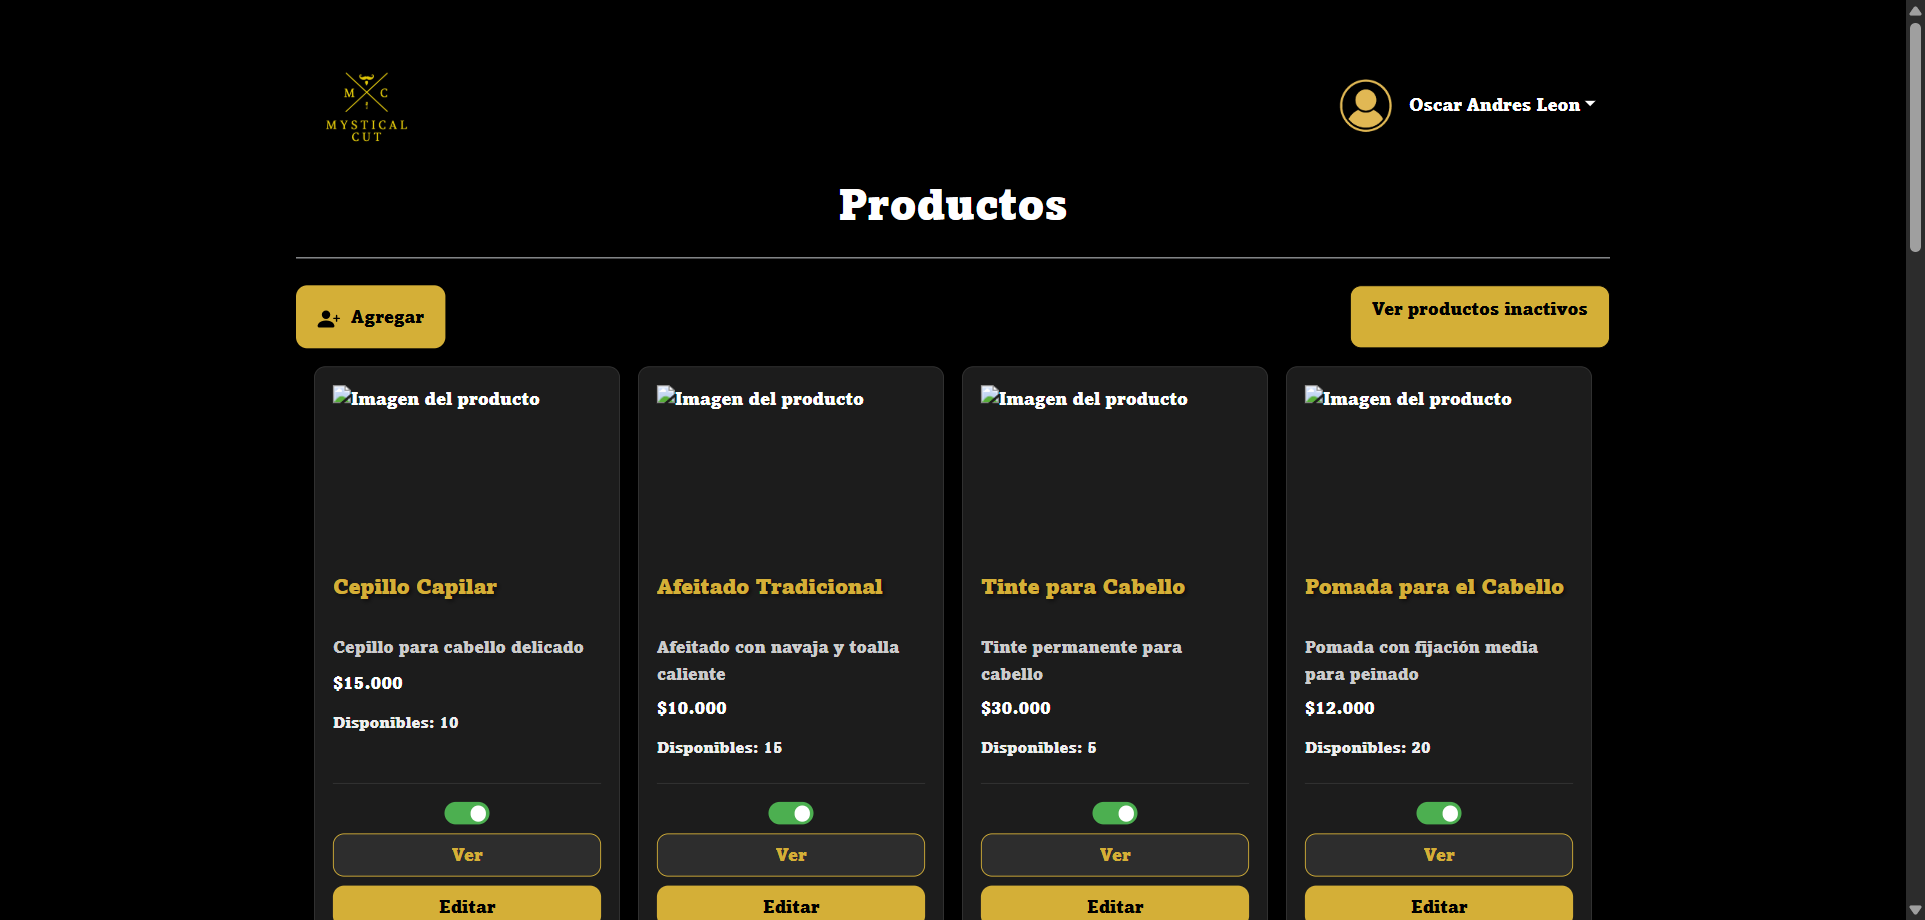 M C
MYSTICAL
CUT
Oscar Andres Leon
Productos
Agregar
Ver productos inactivos
Imagen del producto
Imagen del producto
Imagen del producto
Imagen del producto
Cepillo Capilar
Afeitado Tradicional
Tinte para Cabello
Pomada para el Cabello
Cepillo para cabello delicado
$15.000
Disponibles: 10
Afeitado con navaja y toalla
caliente
$10.000
Disponibles: 15
Tinte permanente para
cabello
$30.000
Disponibles: 5
Pomada con fijación media
para peinado
$12.000
Disponibles: 20
Ver
Ver
Ver
Ver
Editar
Editar
Editar
Editar